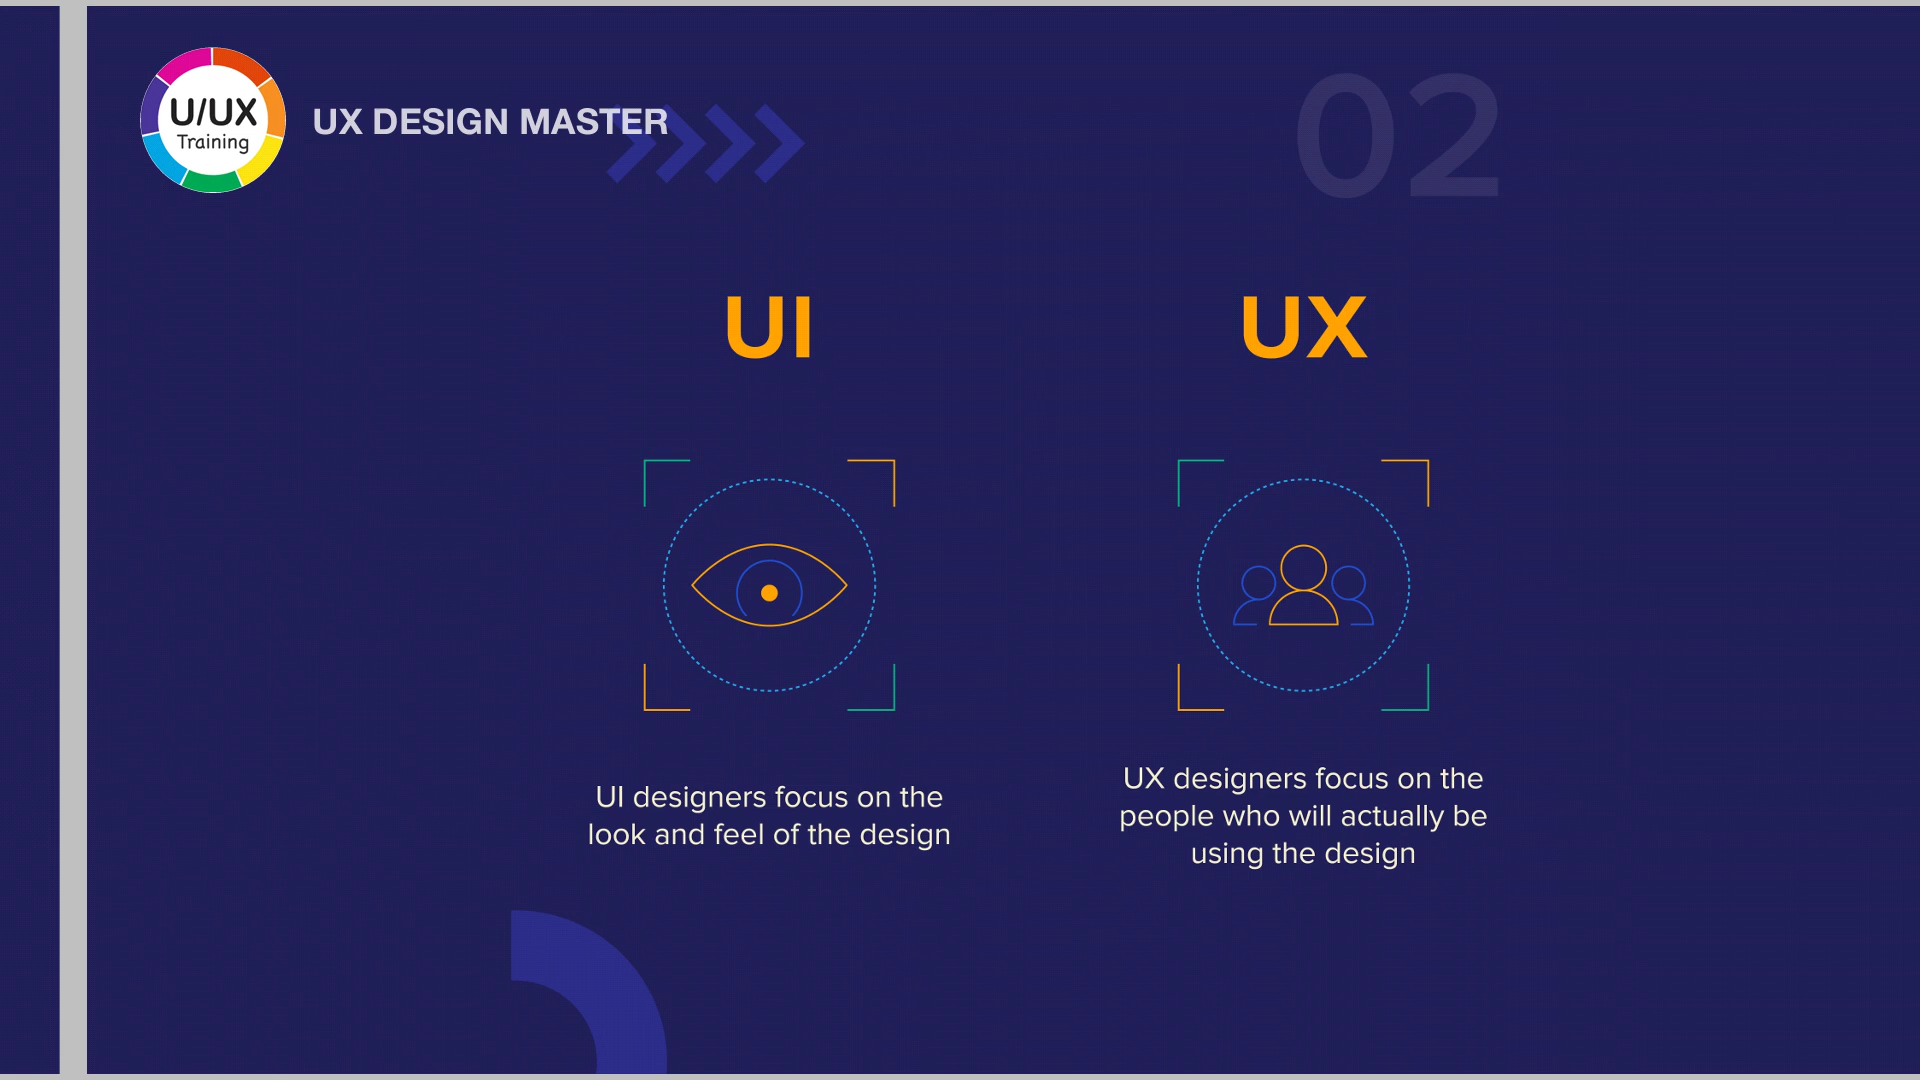 U/UX
Training
UX DESIGN MASTER
02
UI
UX
UI designers focus on the
look and feel of the design
UX designers focus on the
people who will actually be
using the design